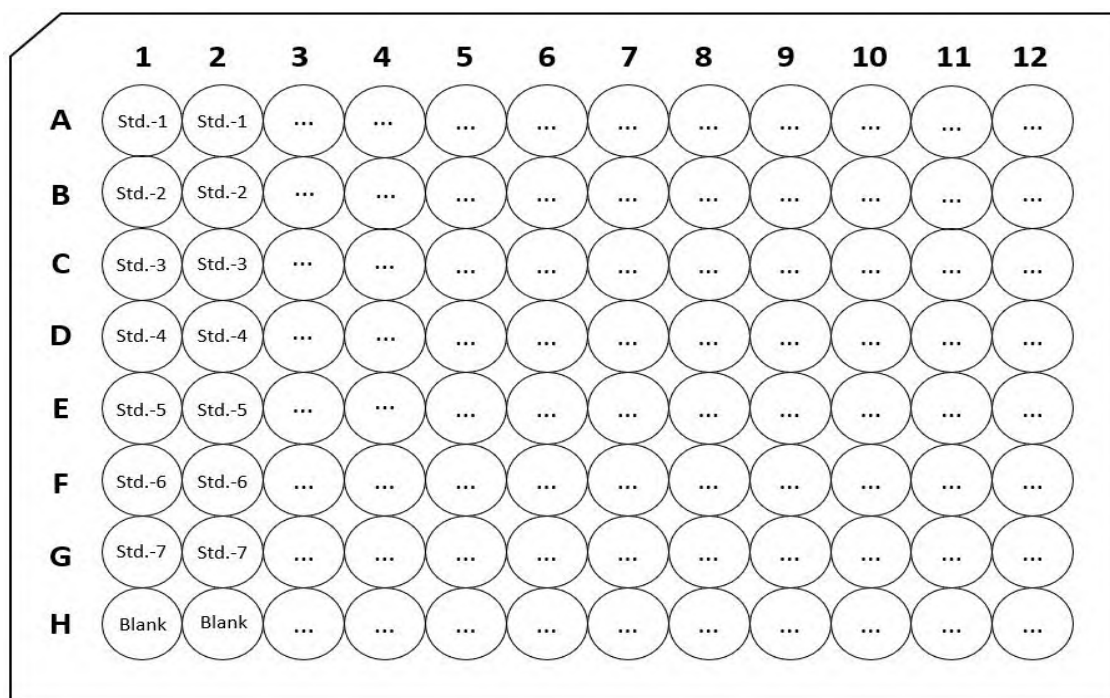 1 2 3 4 5 6 7 8 9 10 11 12
A Std.-1 Std.-1 ... ... ... ... ... ... ... ... ... ...
B Std.-2 Std.-2 ... ... ... ... ... ... ... ... ... ...
C Std.-3 Std.-3 ... ... ... ... ... ... ... ... ... ...
D Std.-4 Std.-4 ... ... ... ... ... ... ... ... ... ...
E Std.-5 Std.-5 ... ... ... ... ... ... ... ... ... ...
F Std.-6 Std.-6 ... ... ... ... ... ... ... ... ... ...
G Std.-7 Std.-7 ... ... ... ... ... ... ... ... ... ...
H Blank Blank ... ... ... ... ... ... ... ... ... ...